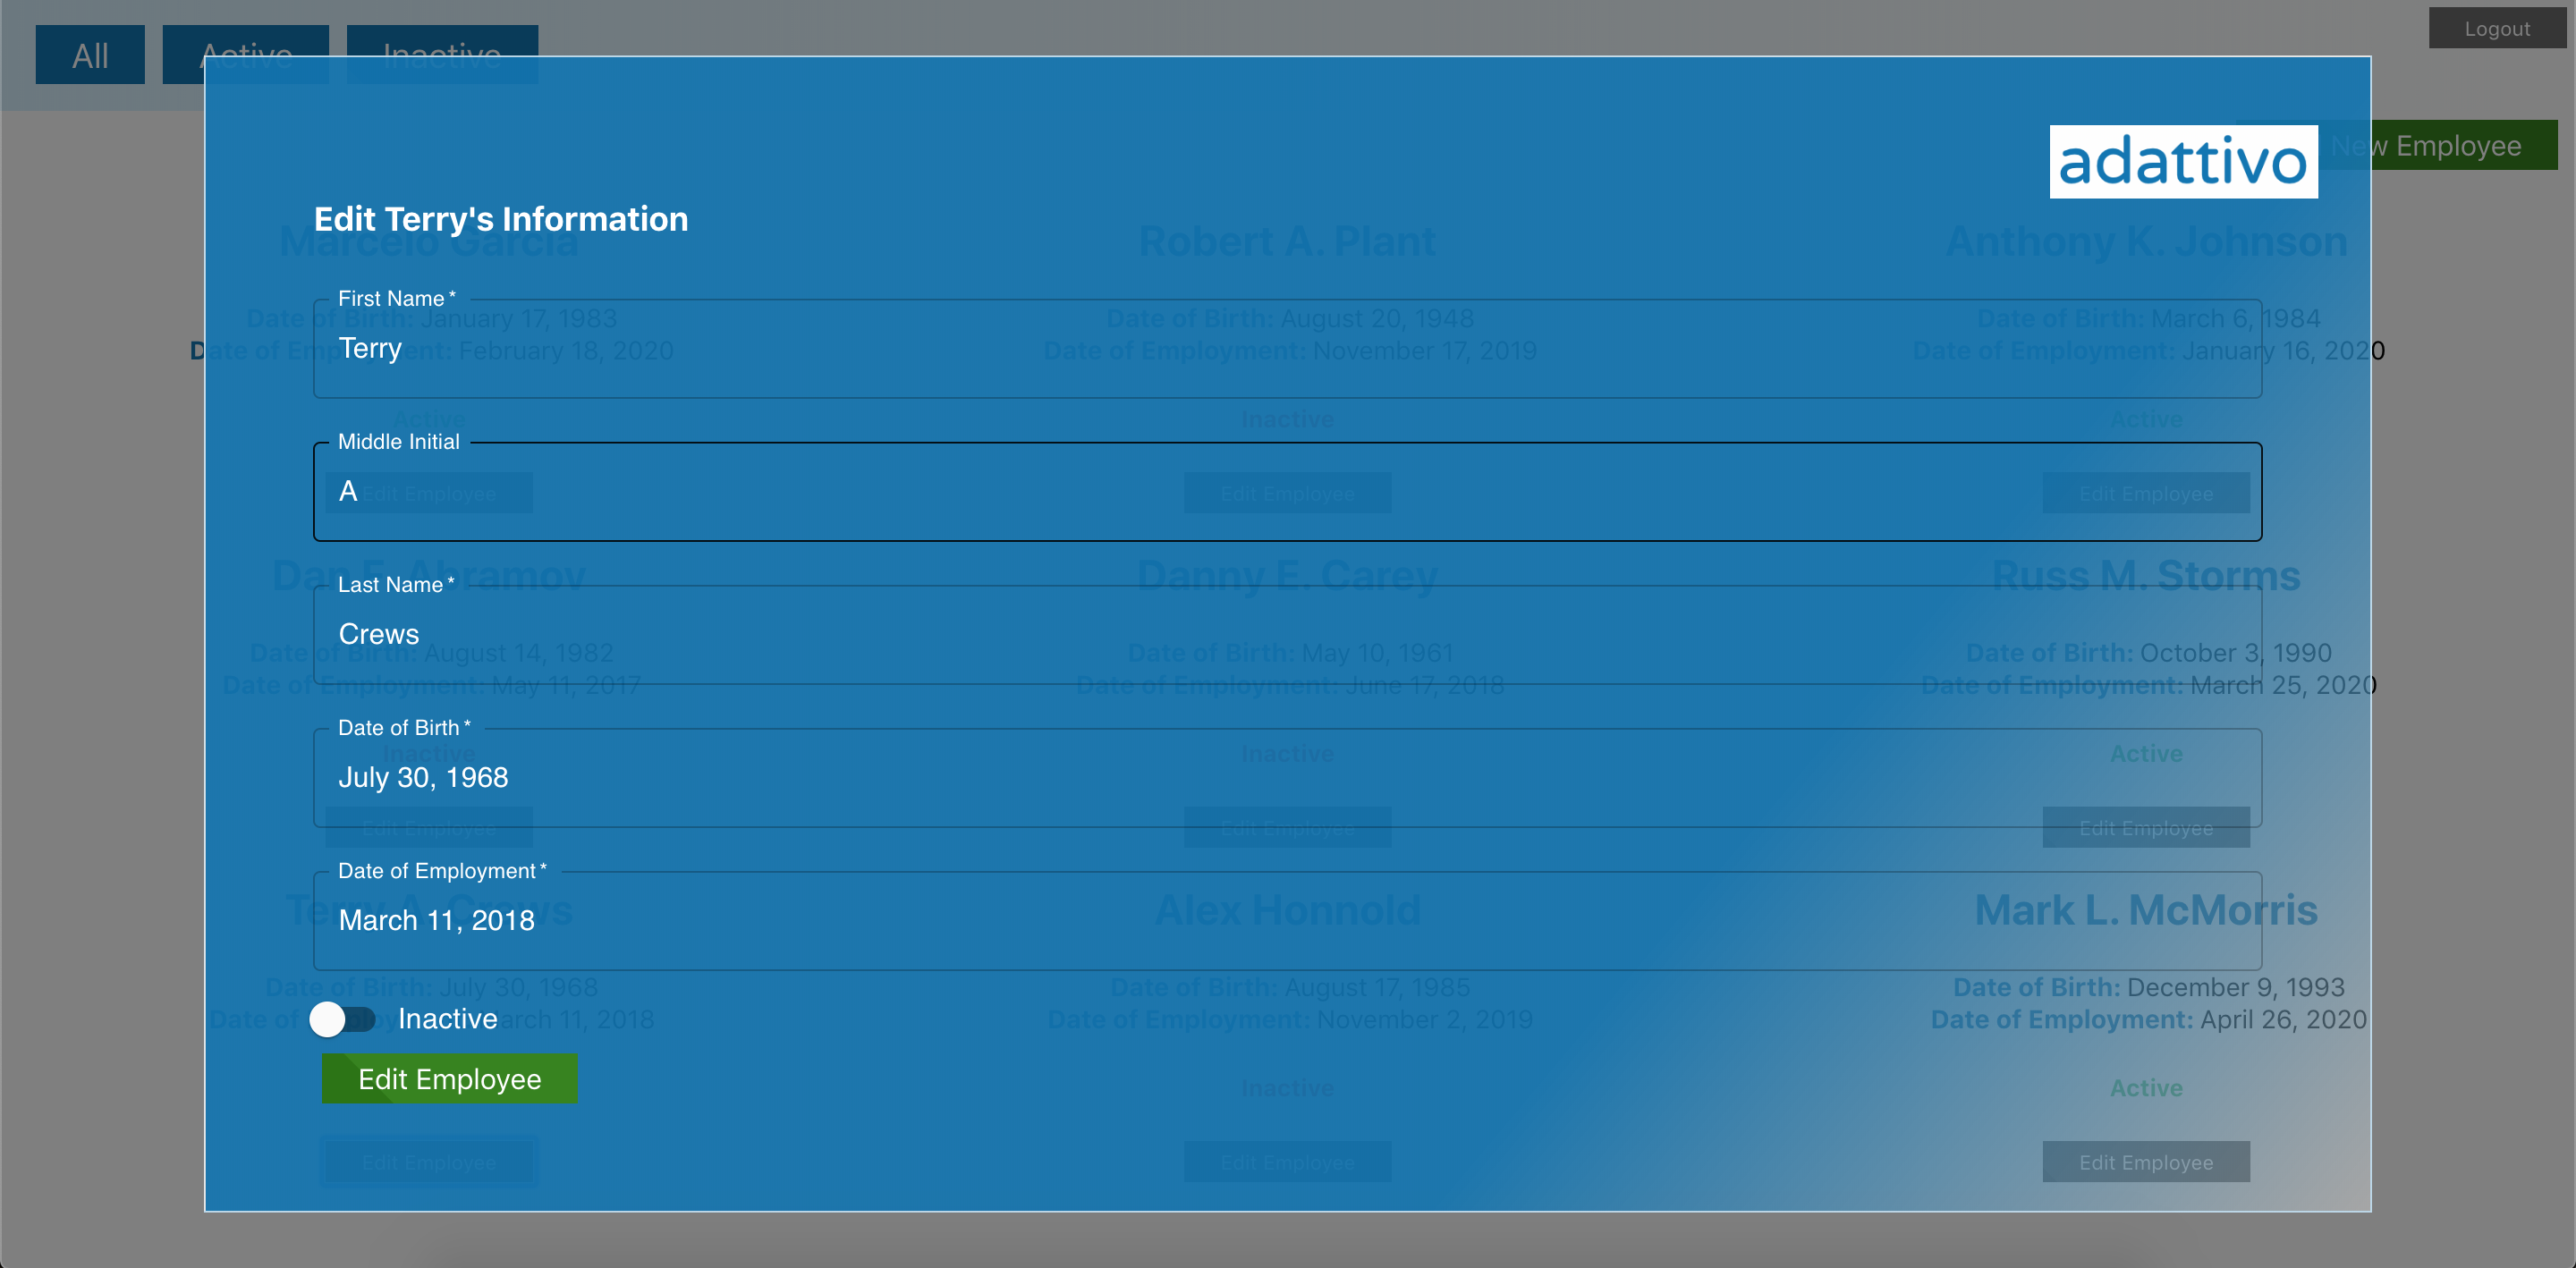 All Active Inactive Logout
New Employee
adattivo
Edit Terry's Information
Marcelo Garcia Robert A. Plant Anthony K. Johnson
First Name *
Date of Birth: January 17, 1983 Date of Birth: August 20, 1948 Date of Birth: March 6, 1984
Terry
Date of Employment: February 18, 2020 Date of Employment: November 17, 2019 Date of Employment: January 16, 2020
Active Inactive Active
Middle Initial
A
Edit Employee Edit Employee Edit Employee
Dan Abramov Danny E. Carey Russ M. Storms
Last Name *
Crews
Date of Birth: August 14, 1982 Date of Birth: May 10, 1961 Date of Birth: October 3, 1990
Date of Employment: May 11, 2017 Date of Employment: June 17, 2018 Date of Employment: March 25, 2020
Date of Birth *
Inactive Inactive Active
July 30, 1968
Edit Employee Edit Employee Edit Employee
Date of Employment *
Terry A. Crews Alex Honnold Mark L. McMorris
March 11, 2018
Date of Birth: July 30, 1968 Date of Birth: August 17, 1985 Date of Birth: December 9, 1993
Inactive
Date of Employment: March 11, 2018 Date of Employment: November 2, 2019 Date of Employment: April 26, 2020
Edit Employee
Inactive Active
Edit Employee Edit Employee Edit Employee